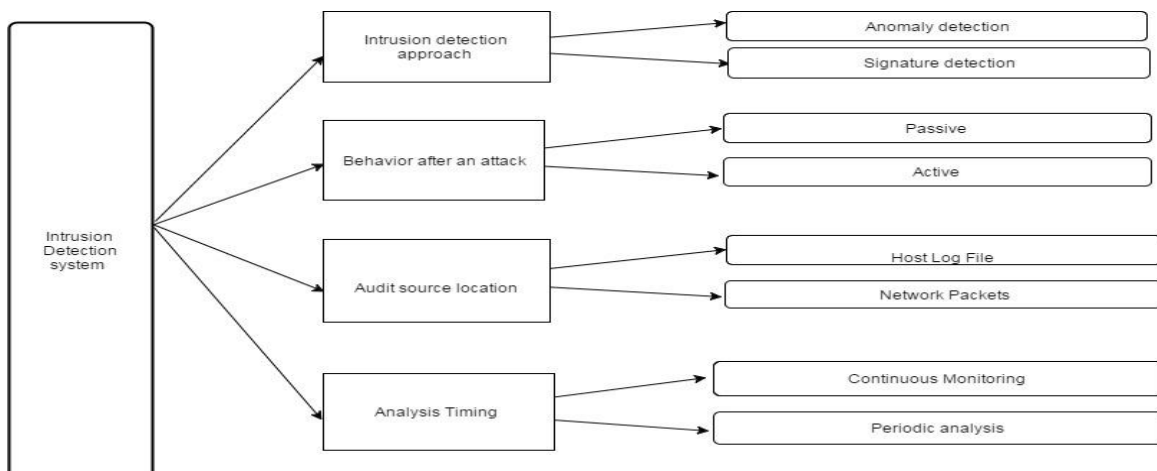 Intrusion
Detection
system
Intrusion detection
approach
Anomaly detection
Signature detection
Behavior after an attack
Passive
Active
Audit source location
Host Log File
Network Packets
Analysis Timing
Continuous Monitoring
Periodic analysis